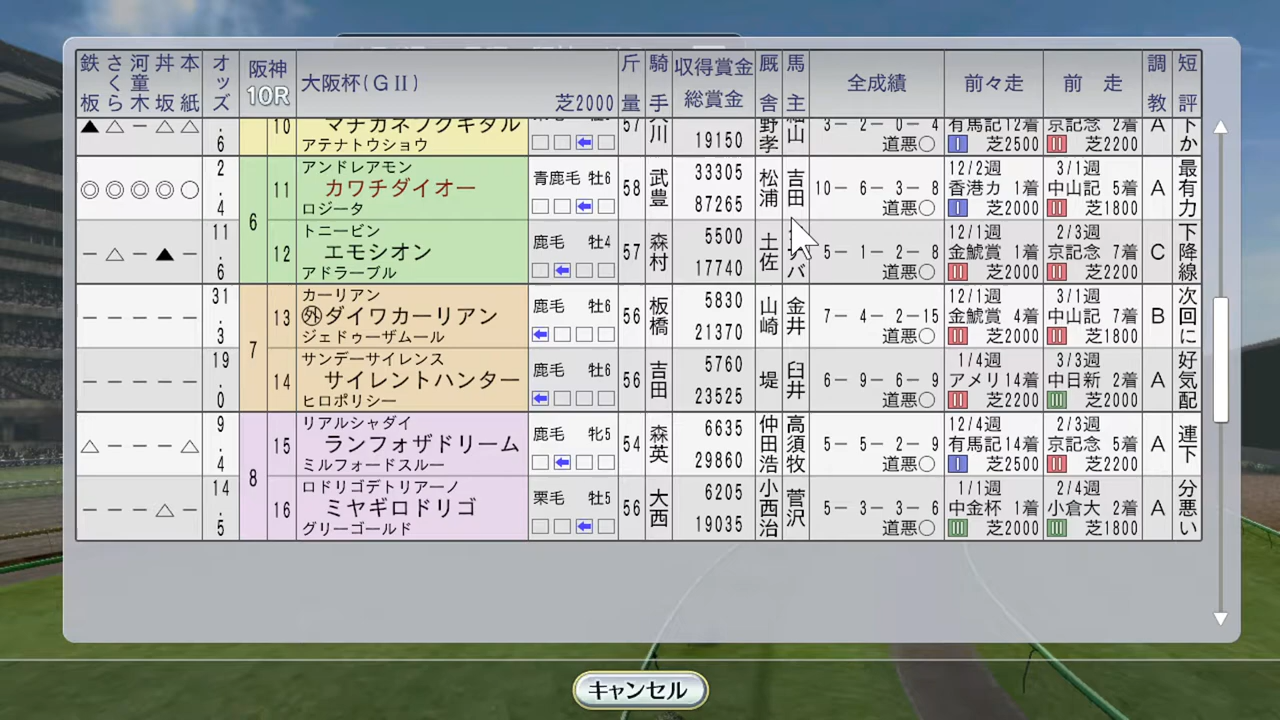 鉄板 さくら 河童木 丼坂 本紙 オッズ 阪神 10R 大阪杯(GⅡ) 芝2000 斤量 騎手 収得賞金 総賞金 厩舎 馬主 全成績 前々走 前 走 調教 短評
▲ △ － △ △ .6 10 マチカネフクキタル アテナトウショウ 57 19150 3－ 2－ 0－ 4 道悪○ 有馬記12着 Ⅰ 芝2500 京記念 2着 Ⅱ 芝2200 A
◎ ◎ ◎ ◎ ○ 2.4 6 11 アンドレアモン
カワチダイオー
ロジータ
青鹿毛 牡6 58 武豊 33305 87265 松浦 吉田 10－ 6－ 3－ 8 道悪○ 12/2週 香港カ 1着 Ⅰ 芝2000 3/1週 中山記 5着 Ⅱ 芝1800 A 最有力
－ △ － ▲ － 11.6 12 トニービン
エモシオン
アドラーブル
鹿毛 牡4 57 森村 5500 17740 土佐 5－ 1－ 2－ 8 道悪○ 12/1週 金鯱賞 1着 Ⅱ 芝2000 2/3週 京記念 7着 Ⅱ 芝2200 C 下降線
－ － － － － 31.3 7 13 カーリアン
外ダイワカーリアン
ジェドゥーザムール
鹿毛 牡6 56 板橋 5830 21370 山崎 金井 7－ 4－ 2－15 道悪○ 12/1週 金鯱賞 4着 Ⅱ 芝2000 3/1週 中山記 7着 Ⅱ 芝1800 B 次回に
－ － － － － 19.0 14 サンデーサイレンス
サイレントハンター
ヒロポリシー
鹿毛 牡6 56 吉田 5760 23525 堤 臼井 6－ 9－ 6－ 9 道悪○ 1/4週 アメリ14着 Ⅱ 芝2200 3/3週 中日新 2着 Ⅲ 芝2000 A 好気配
△ － － － △ 9.4 8 15 リアルシャダイ
ランフォザドリーム
ミルフォードスルー
鹿毛 牝5 54 森英 6635 29860 仲田浩 高須牧 5－ 5－ 2－ 9 道悪○ 12/4週 有馬記14着 Ⅰ 芝2500 2/3週 京記念 5着 Ⅱ 芝2200 A 連下
－ － － △ － 14.5 16 ロドリゴデトリアーノ
ミヤギロドリゴ
グリーゴールド
栗毛 牡5 56 大西 6205 19035 小西治 菅沢 5－ 3－ 3－ 6 道悪○ 1/1週 中金杯 1着 Ⅲ 芝2000 2/4週 小倉大 2着 Ⅲ 芝1800 A 分悪い
キャンセル